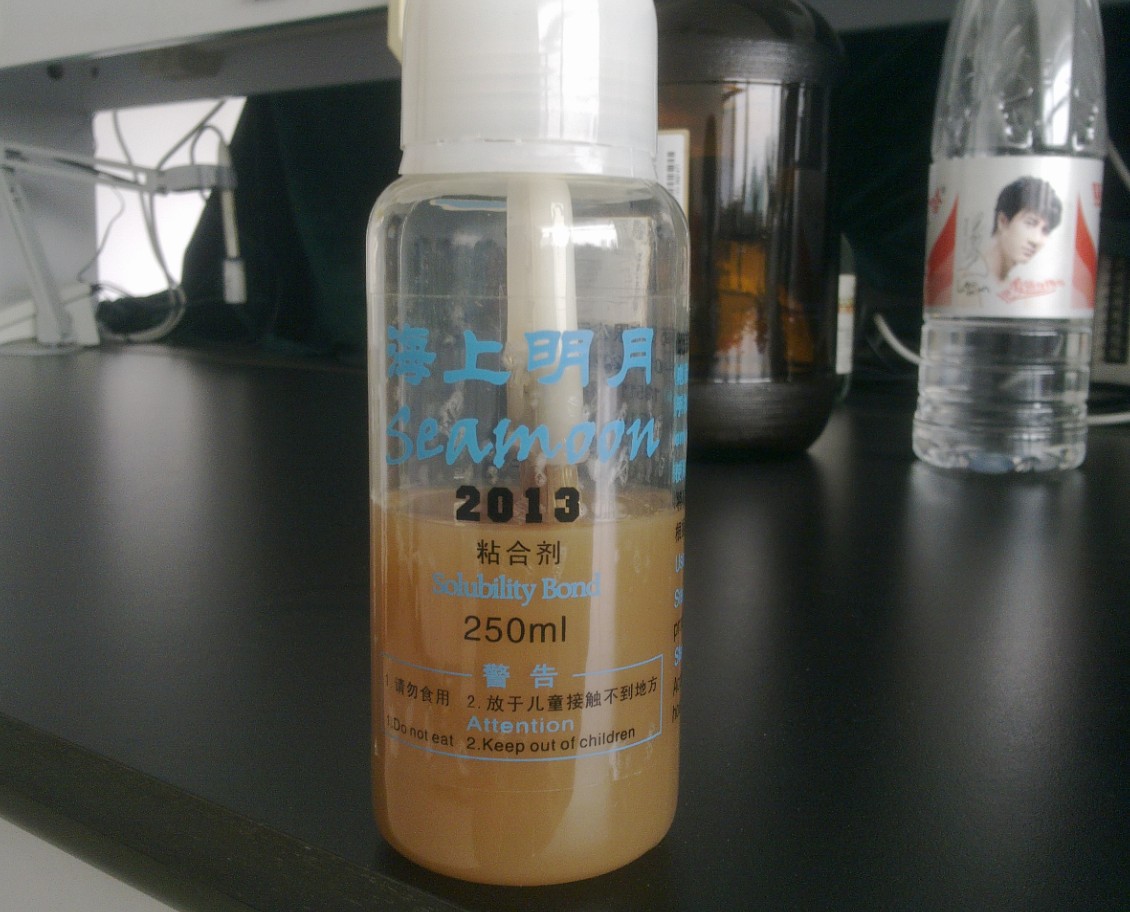 海上明月
Seamoon
2013
粘合剂
Solubility Bond
250ml
警告
1.请勿食用 2.放于儿童接触不到地方
Attention
1.Do not eat 2.Keep out of children